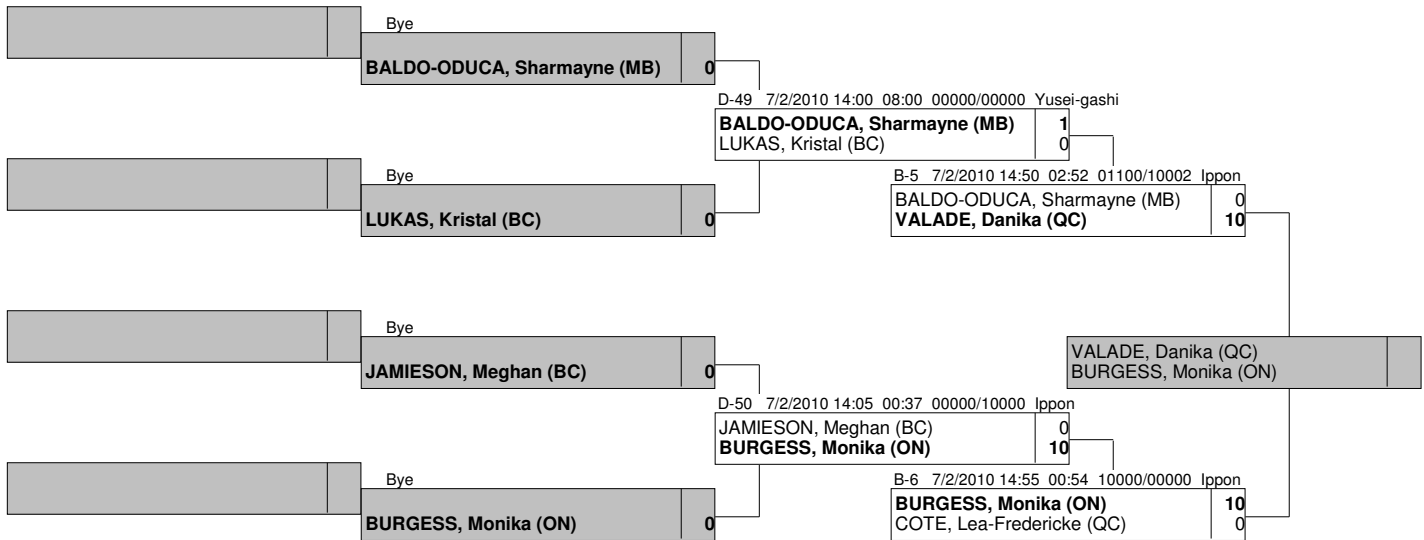 Bye
BALDO-ODUCA, Sharmayne (MB) 0
D-49 7/2/2010 14:00 08:00 00000/00000 Yusei-gashi
BALDO-ODUCA, Sharmayne (MB) 1
LUKAS, Kristal (BC) 0
Bye
LUKAS, Kristal (BC) 0
B-5 7/2/2010 14:50 02:52 01100/10002 Ippon
BALDO-ODUCA, Sharmayne (MB) 0
VALADE, Danika (QC) 10
Bye
JAMIESON, Meghan (BC) 0
VALADE, Danika (QC)
BURGESS, Monika (ON)
D-50 7/2/2010 14:05 00:37 00000/10000 Ippon
JAMIESON, Meghan (BC) 0
BURGESS, Monika (ON) 10
Bye
BURGESS, Monika (ON) 0
B-6 7/2/2010 14:55 00:54 10000/00000 Ippon
BURGESS, Monika (ON) 10
COTE, Lea-Fredericke (QC) 0